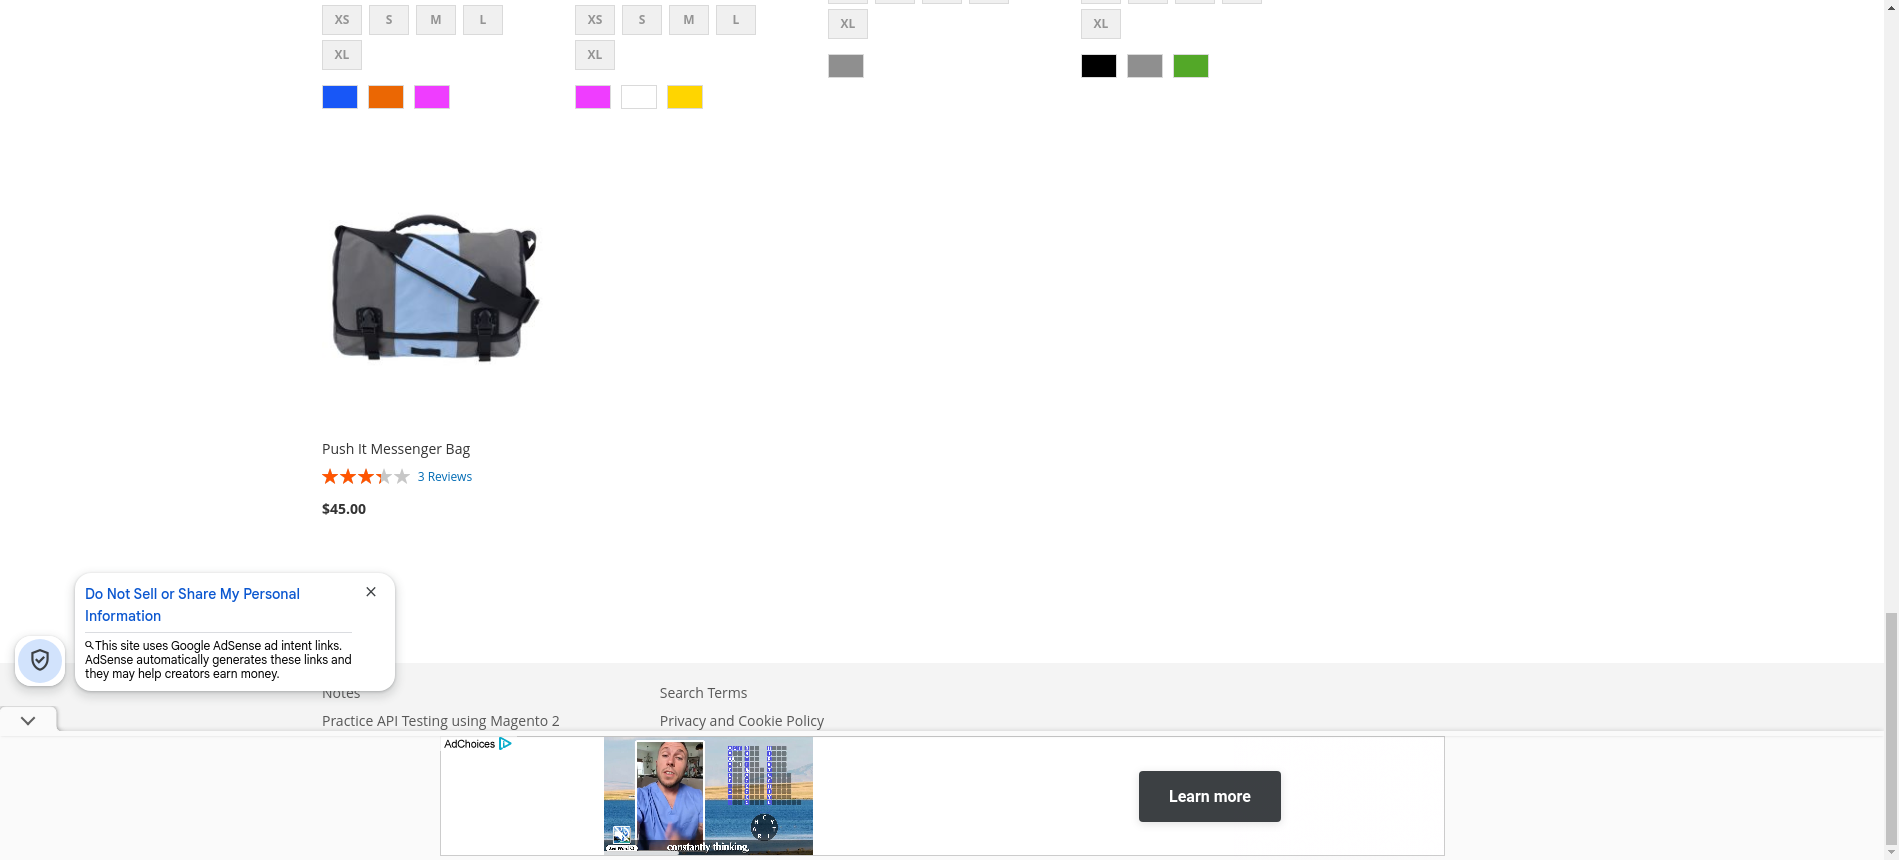 XS S M L
XL
XS S M L
XL
XL
XL
Push It Messenger Bag
3 Reviews
$45.00
Do Not Sell or Share My Personal
Information
This site uses Google AdSense ad intent links.
AdSense automatically generates these links and
they may help creators earn money.
Notes
Search Terms
Practice API Testing using Magento 2
Privacy and Cookie Policy
AdChoices
constantly thinking,
Learn more